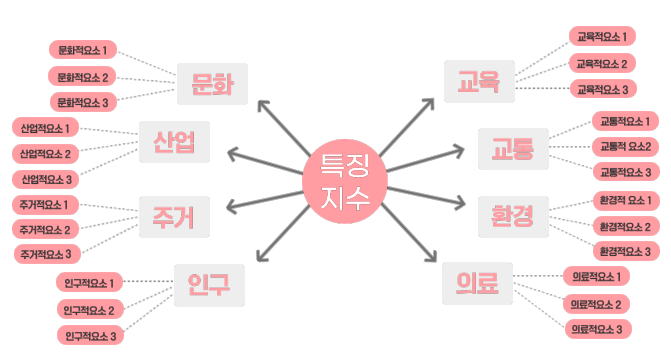 특징
지수
문화
문화적요소 1
문화적요소 2
문화적요소 3
산업
산업적요소 1
산업적요소 2
산업적요소 3
주거
주거적요소 1
주거적요소 2
주거적요소 3
인구
인구적요소 1
인구적요소 2
인구적요소 3
교육
교육적요소 1
교육적요소 2
교육적요소 3
교통
교통적요소 1
교통적 요소2
교통적요소 3
환경
환경적 요소 1
환경적요소 2
환경적요소 3
의료
의료적요소 1
의료적요소 2
의료적요소 3